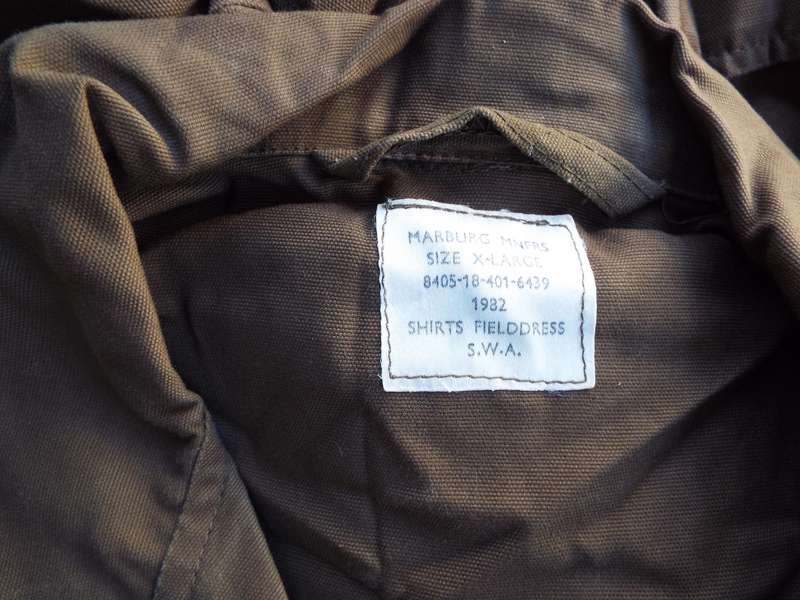 MARBURG MNFRS
SIZE X-LARGE
8405-18-401-6439
1982
SHIRTS FIELDDRESS
S.W.A.